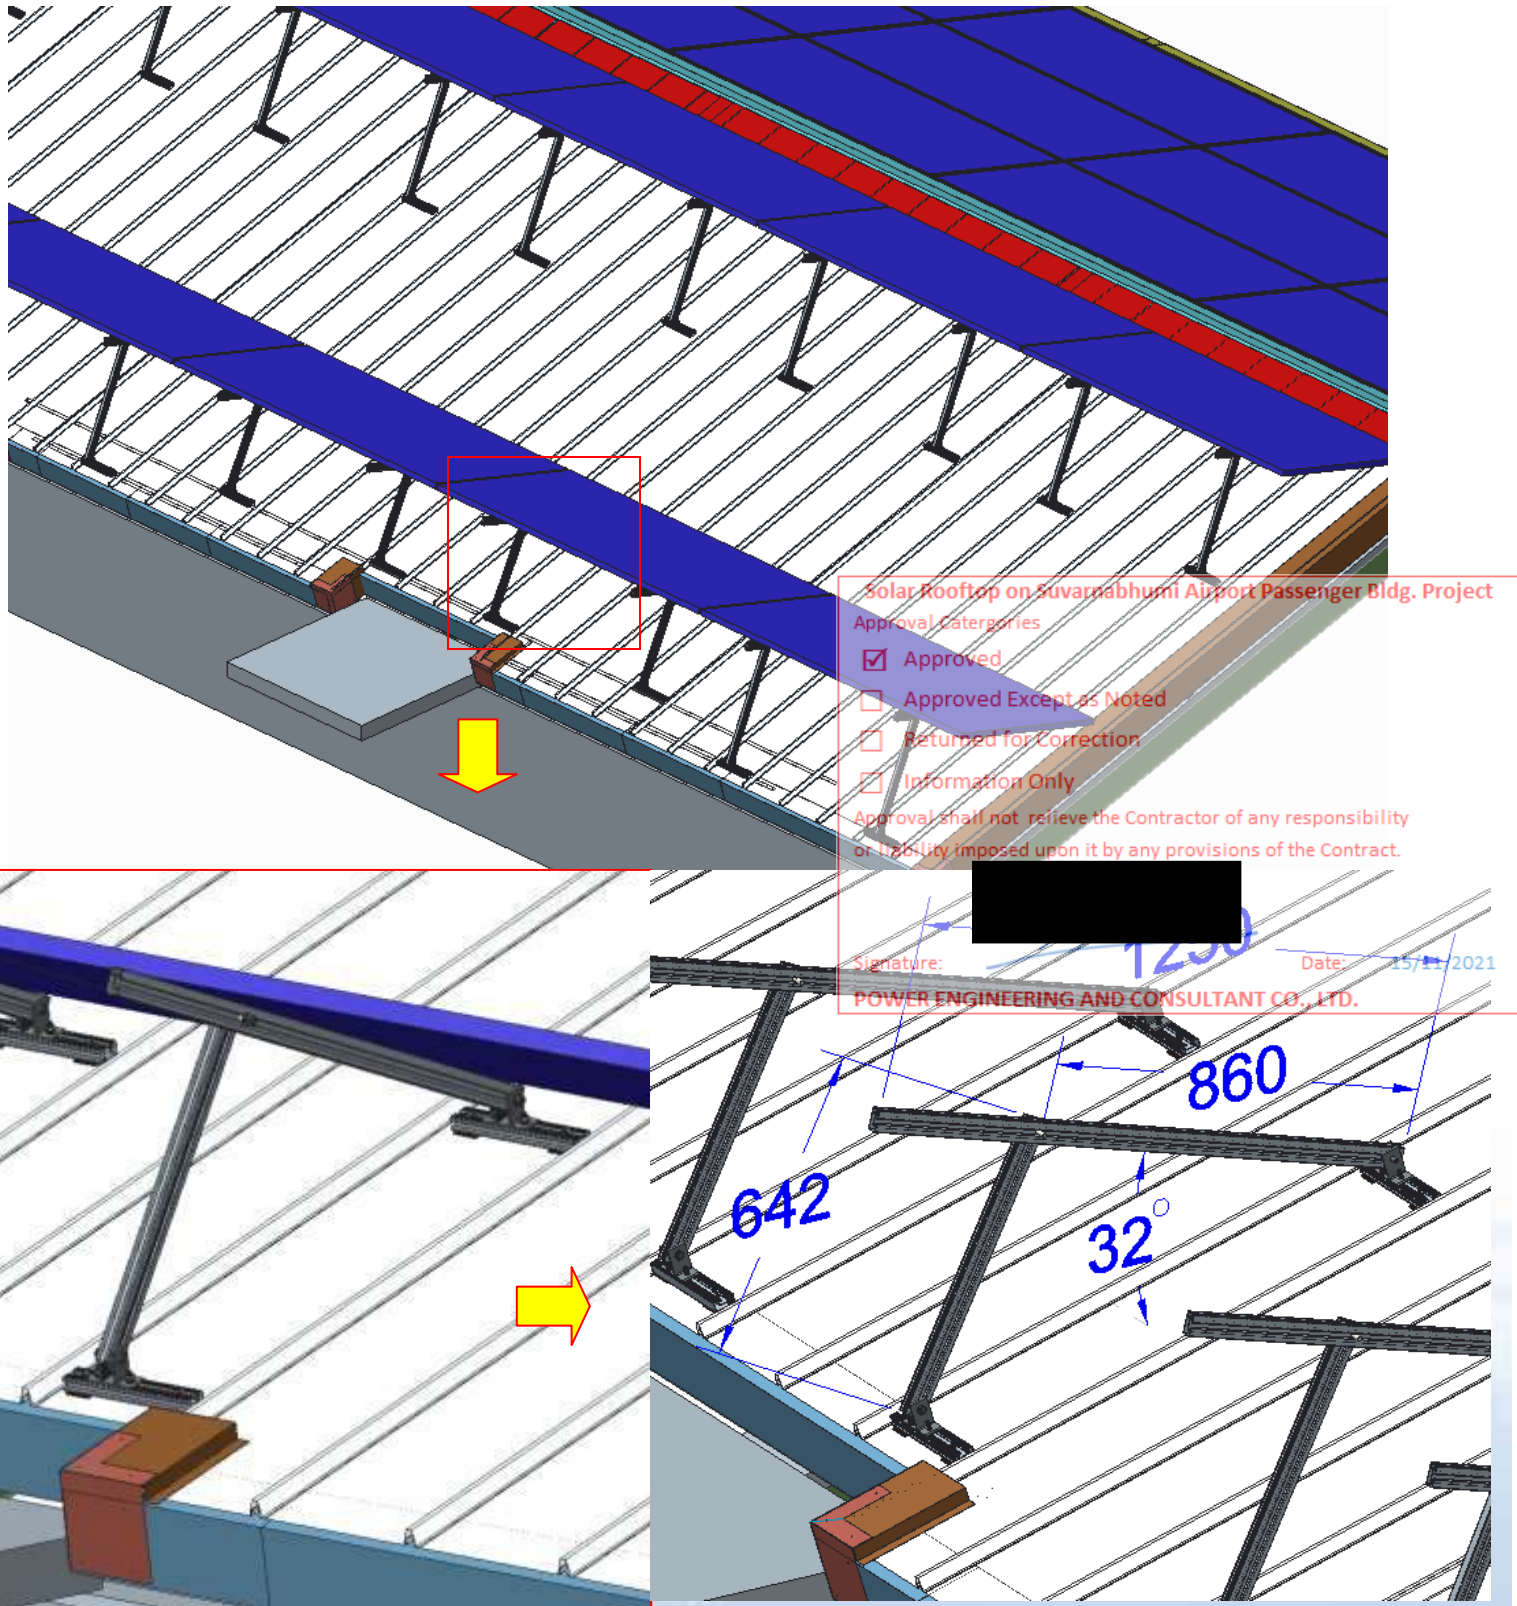 Solar Rooftop on Suvarnabhumi Airport Passenger Bldg. Project
Approval Catergories
Approved
Approved Except as Noted
Returned for Correction
Information Only
Approval shall not relieve the Contractor of any responsibility
or liability imposed upon it by any provisions of the Contract.
Signature:
Date: 15/11/2021
POWER ENGINEERING AND CONSULTANT CO., LTD.
860
642
32°